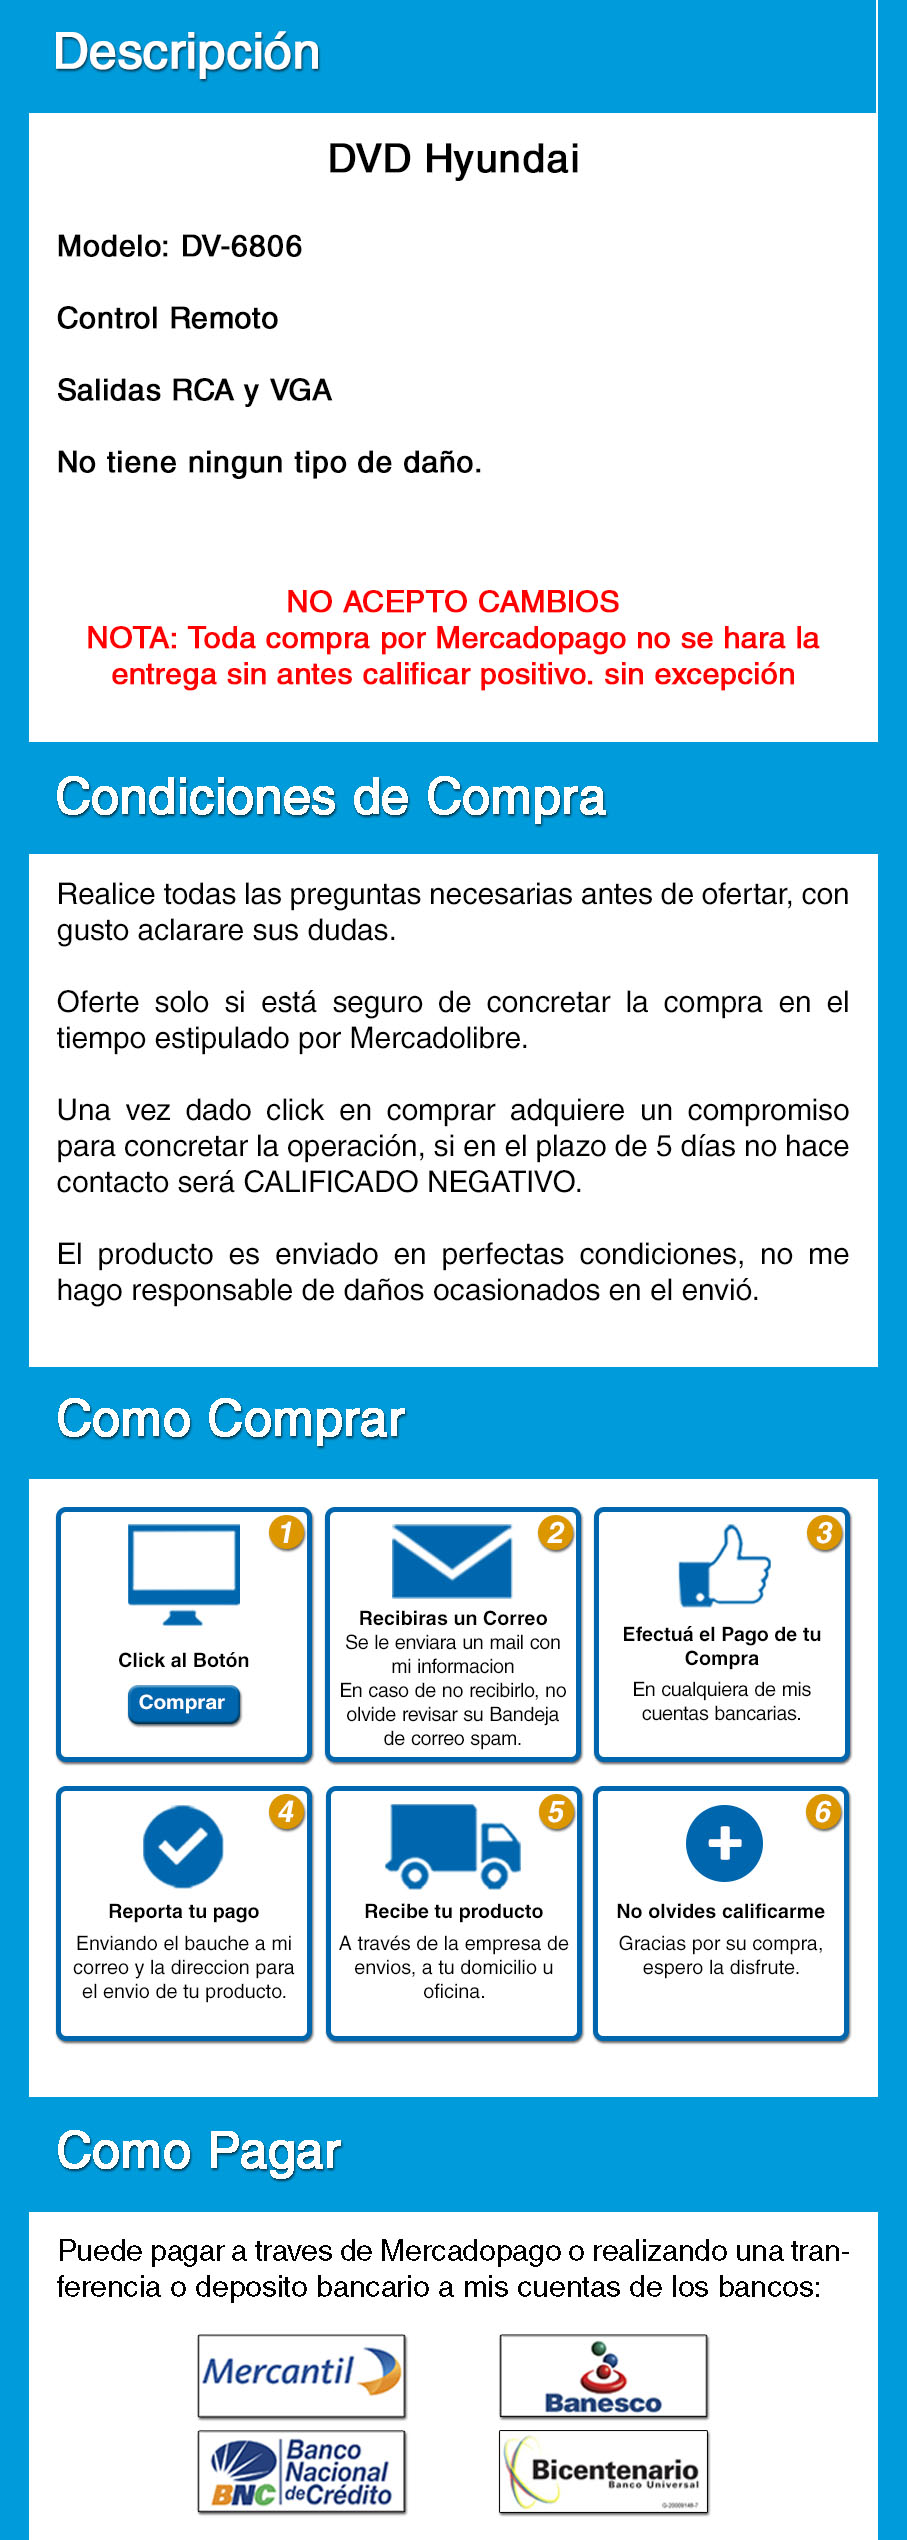 Descripción
DVD Hyundai
Modelo: DV-6806
Control Remoto
Salidas RCA y VGA
No tiene ningun tipo de daño.
NO ACEPTO CAMBIOS
NOTA: Toda compra por Mercadopago no se hara la
entrega sin antes calificar positivo. sin excepción
Condiciones de Compra
Realice todas las preguntas necesarias antes de ofertar, con
gusto aclarare sus dudas.
Oferte solo si está seguro de concretar la compra en el
tiempo estipulado por Mercadolibre.
Una vez dado click en comprar adquiere un compromiso
para concretar la operación, si en el plazo de 5 días no hace
contacto será CALIFICADO NEGATIVO.
El producto es enviado en perfectas condiciones, no me
hago responsable de daños ocasionados en el envió.
Como Comprar
1
Click al Botón
Comprar
2
Recibiras un Correo
Se le enviara un mail con
mi informacion
En caso de no recibirlo, no
olvide revisar su Bandeja
de correo spam.
3
Efectuá el Pago de tu
Compra
En cualquiera de mis
cuentas bancarias.
4
Reporta tu pago
Enviando el bauche a mi
correo y la direccion para
el envio de tu producto.
5
Recibe tu producto
A través de la empresa de
envios, a tu domicilio u
oficina.
6
No olvides calificarme
Gracias por su compra,
espero la disfrute.
Como Pagar
Puede pagar a traves de Mercadopago o realizando una tran-
ferencia o deposito bancario a mis cuentas de los bancos:
Mercantil
Banesco
BNC
Banco
Nacional
de Crédito
Bicentenario
Banco Universal